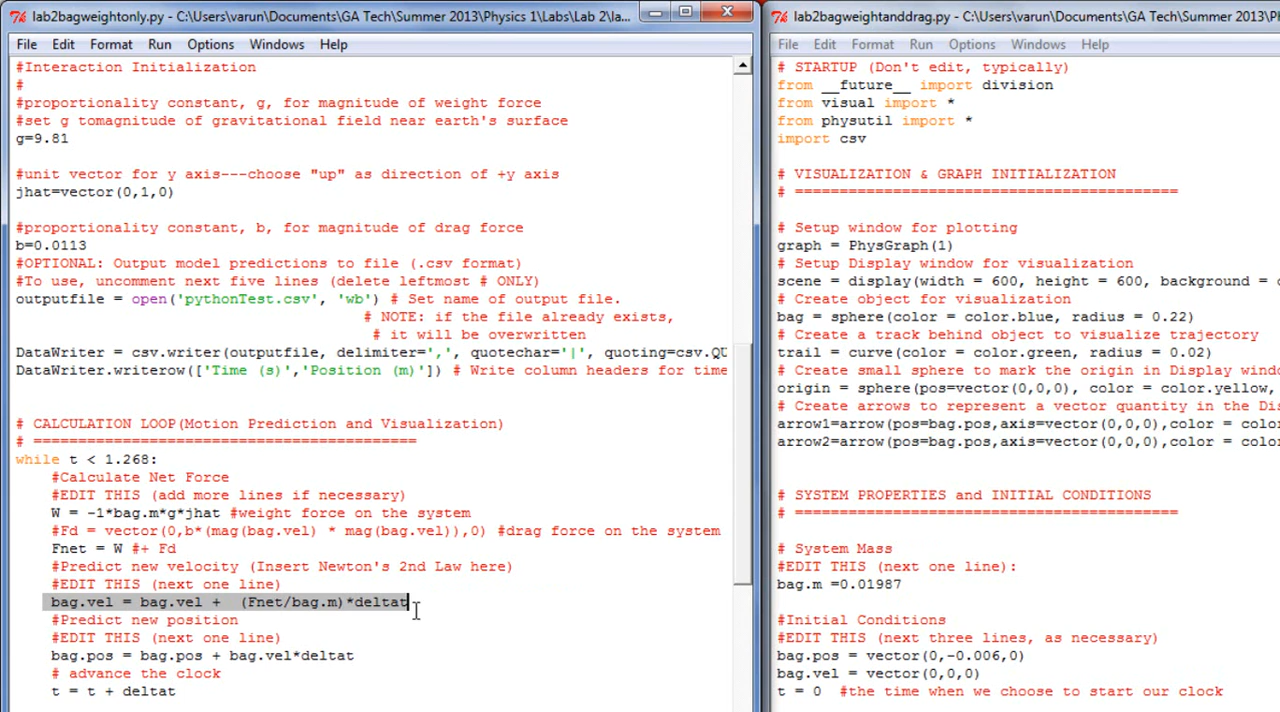 lab2bagweightonly.py - C:\Users\varun\Documents\GA Tech\Summer 2013\Physics 1\Labs\Lab 2\la...
File Edit Format Run Options Windows Help
#Interaction Initialization
#
#proportionality constant, g, for magnitude of weight force
#set g tomagnitude of gravitational field near earth's surface
g=9.81
#unit vector for y axis---choose "up" as direction of +y axis
jhat=vector(0,1,0)
#proportionality constant, b, for magnitude of drag force
b=0.0113
#OPTIONAL: Output model predictions to file (.csv format)
#To use, uncomment next five lines (delete leftmost # ONLY)
outputfile = open('pythonTest.csv', 'wb') # Set name of output file.
# NOTE: if the file already exists,
# it will be overwritten
DataWriter = csv.writer(outputfile, delimiter=',', quotechar='|', quoting=csv.QU
DataWriter.writerow(['Time (s)','Position (m)']) # Write column headers for time
# CALCULATION LOOP(Motion Prediction and Visualization)
# ===========================================
while t < 1.268:
#Calculate Net Force
#EDIT THIS (add more lines if necessary)
W = -1*bag.m*g*jhat #weight force on the system
#Fd = vector(0,b*(mag(bag.vel) * mag(bag.vel)),0) #drag force on the system
Fnet = W #+ Fd
#Predict new velocity (Insert Newton's 2nd Law here)
#EDIT THIS (next one line)
bag.vel = bag.vel +  (Fnet/bag.m)*deltat
#Predict new position
#EDIT THIS (next one line)
bag.pos = bag.pos + bag.vel*deltat
# advance the clock
t = t + deltat
lab2bagweightanddrag.py - C:\Users\varun\Documents\GA Tech\Summer 2013\P
File Edit Format Run Options Windows Help
# STARTUP (Don't edit, typically)
from __future__ import division
from visual import *
from physutil import *
import csv
# VISUALIZATION & GRAPH INITIALIZATION
# ===========================================
# Setup window for plotting
graph = PhysGraph(1)
# Setup Display window for visualization
scene = display(width = 600, height = 600, background = c
# Create object for visualization
bag = sphere(color = color.blue, radius = 0.22)
# Create a track behind object to visualize trajectory
trail = curve(color = color.green, radius = 0.02)
# Create small sphere to mark the origin in Display windo
origin = sphere(pos=vector(0,0,0), color = color.yellow,
# Create arrows to represent a vector quantity in the Di
arrow1=arrow(pos=bag.pos,axis=vector(0,0,0),color = color
arrow2=arrow(pos=bag.pos,axis=vector(0,0,0),color = color
# SYSTEM PROPERTIES and INITIAL CONDITIONS
# ===========================================
# System Mass
#EDIT THIS (next one line):
bag.m =0.01987
#Initial Conditions
#EDIT THIS (next three lines, as necessary)
bag.pos = vector(0,-0.006,0)
bag.vel = vector(0,0,0)
t = 0  #the time when we choose to start our clock